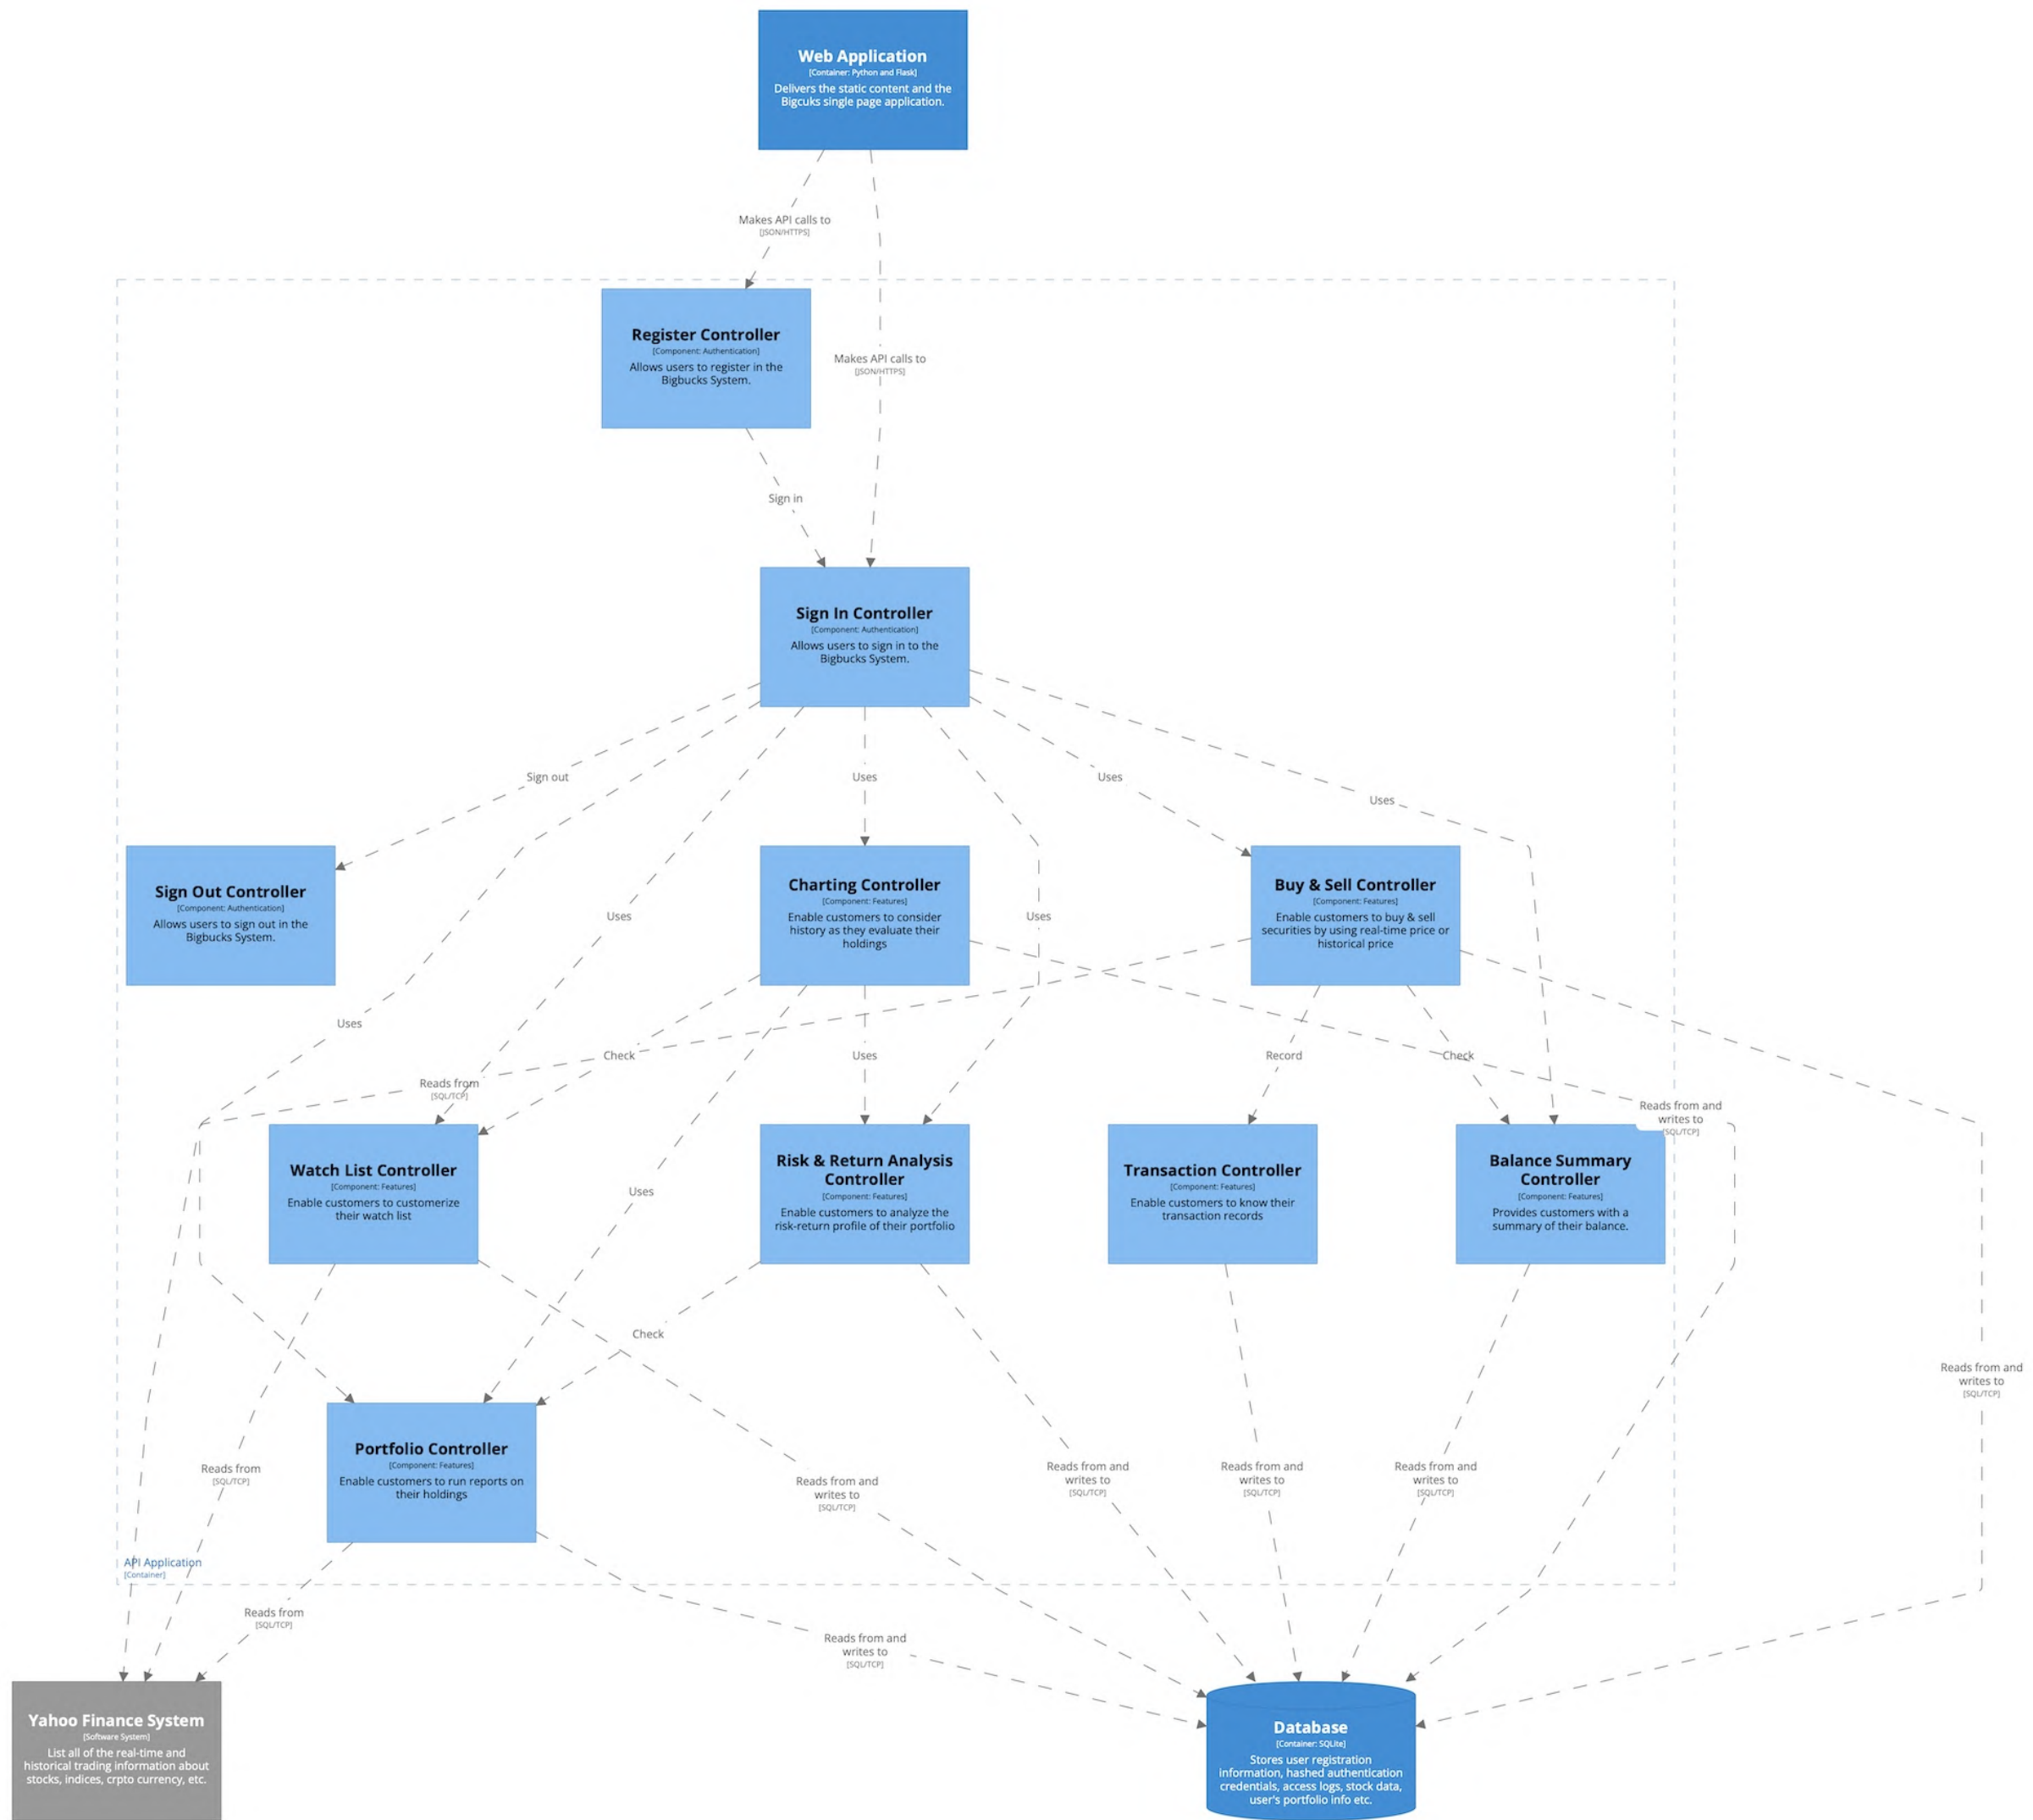 Web Application
[Container: Python and Flask]
Delivers the static content and the
Bigcuks single page application.
Makes API calls to
[JSON/HTTPS]
Register Controller
[Component: Authentication]
Allows users to register in the
Bigbucks System.
Makes API calls to
[JSON/HTTPS]
Sign in
Sign In Controller
[Component: Authentication]
Allows users to sign in to the
Bigbucks System.
Sign out
Uses
Uses
Uses
Sign Out Controller
[Component: Authentication]
Allows users to sign out in the
Bigbucks System.
Uses
Charting Controller
[Component: Features]
Enable customers to consider
history as they evaluate their
holdings
Uses
Buy & Sell Controller
[Component: Features]
Enable customers to buy & sell
securities by using real-time price or
historical price
Uses
Check
Uses
Record
Check
Reads from
[SQL/TCP]
Reads from and
writes to
[SQL/TCP]
Watch List Controller
[Component: Features]
Enable customers to customerize
their watch list
Uses
Risk & Return Analysis
Controller
[Component: Features]
Enable customers to analyze the
risk-return profile of their portfolio
Transaction Controller
[Component: Features]
Enable customers to know their
transaction records
Balance Summary
Controller
[Component: Features]
Provides customers with a
summary of their balance.
Check
Reads from and
writes to
[SQL/TCP]
Portfolio Controller
[Component: Features]
Enable customers to run reports on
their holdings
Reads from
[SQL/TCP]
Reads from and
writes to
[SQL/TCP]
Reads from and
writes to
[SQL/TCP]
Reads from and
writes to
[SQL/TCP]
Reads from and
writes to
[SQL/TCP]
API Application
[Container]
Reads from
[SQL/TCP]
Reads from and
writes to
[SQL/TCP]
Yahoo Finance System
[Software System]
List all of the real-time and
historical trading information about
stocks, indices, crpto currency, etc.
Database
[Container: SQLite]
Stores user registration
information, hashed authentication
credentials, access logs, stock data,
user's portfolio info etc.